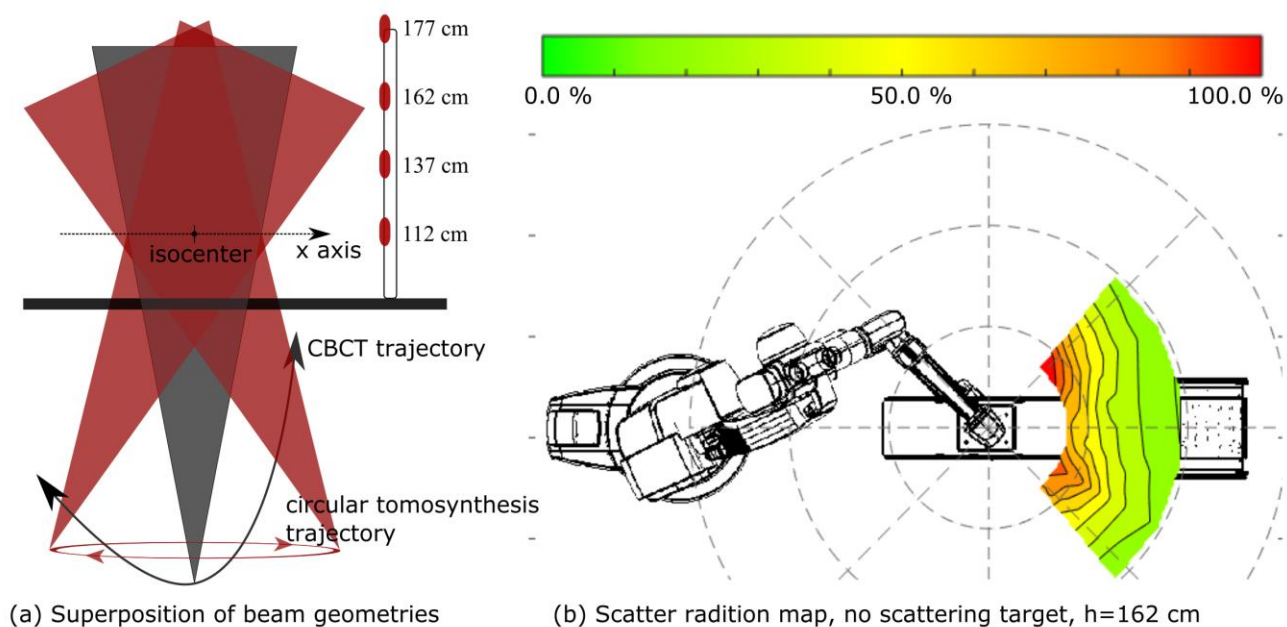 177 cm
162 cm
137 cm
112 cm
isocenter
x axis
CBCT trajectory
circular tomosynthesis
trajectory
(a) Superposition of beam geometries
0.0 %
50.0 %
100.0 %
(b) Scatter radition map, no scattering target, h=162 cm